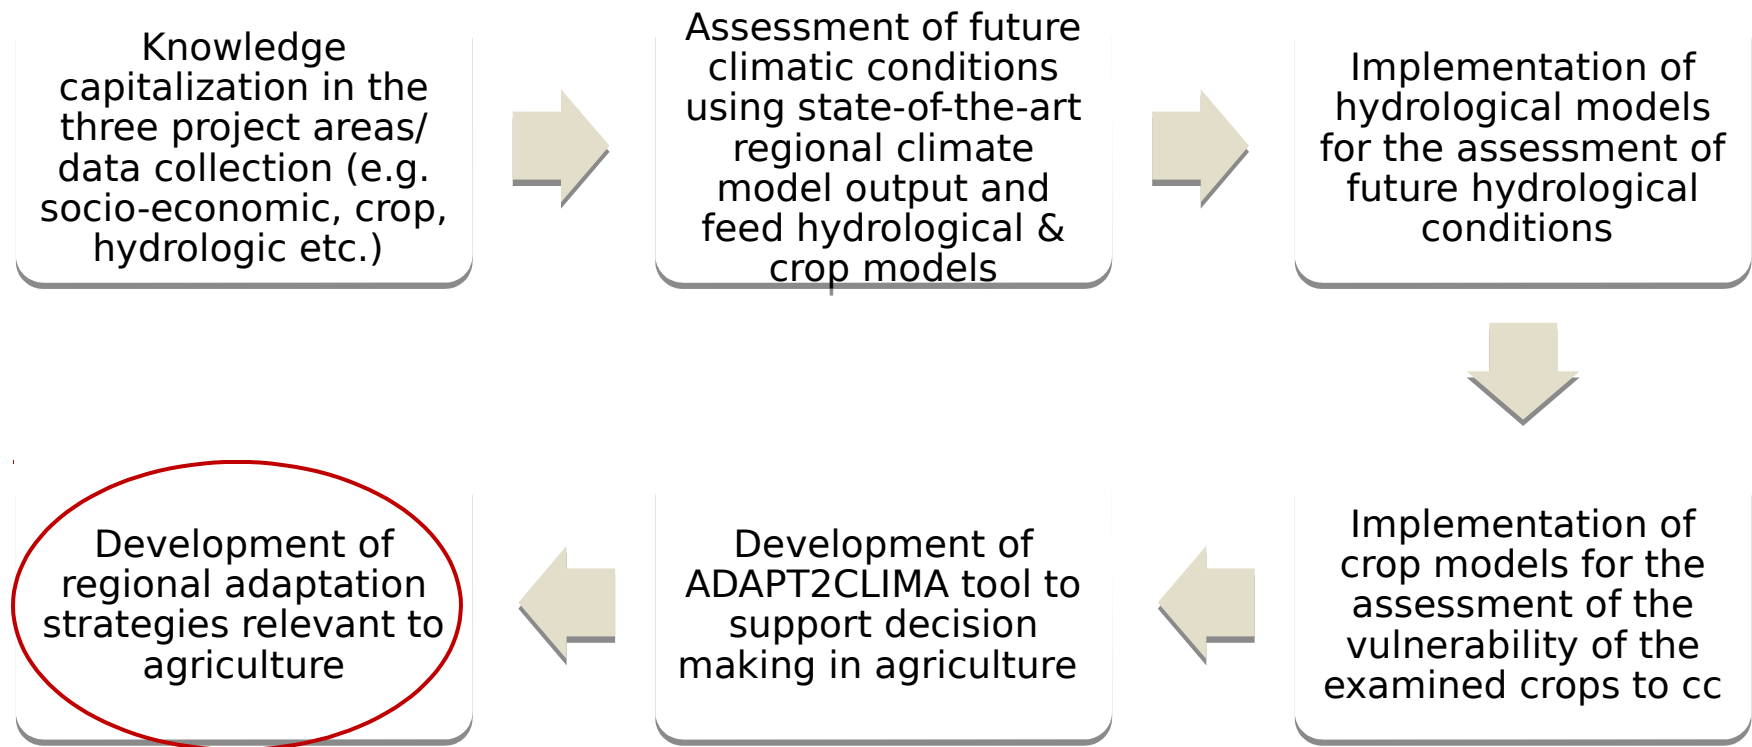 Knowledge
capitalization in the
three project areas/
data collection (e.g.
socio-economic, crop,
hydrologic etc.)
Assessment of future
climatic conditions
using state-of-the-art
regional climate
model output and
feed hydrological &
crop models
Implementation of
hydrological models
for the assessment of
future hydrological
conditions
Implementation of
crop models for the
assessment of the
vulnerability of the
examined crops to cc
Development of
ADAPT2CLIMA tool to
support decision
making in agriculture
Development of
regional adaptation
strategies relevant to
agriculture